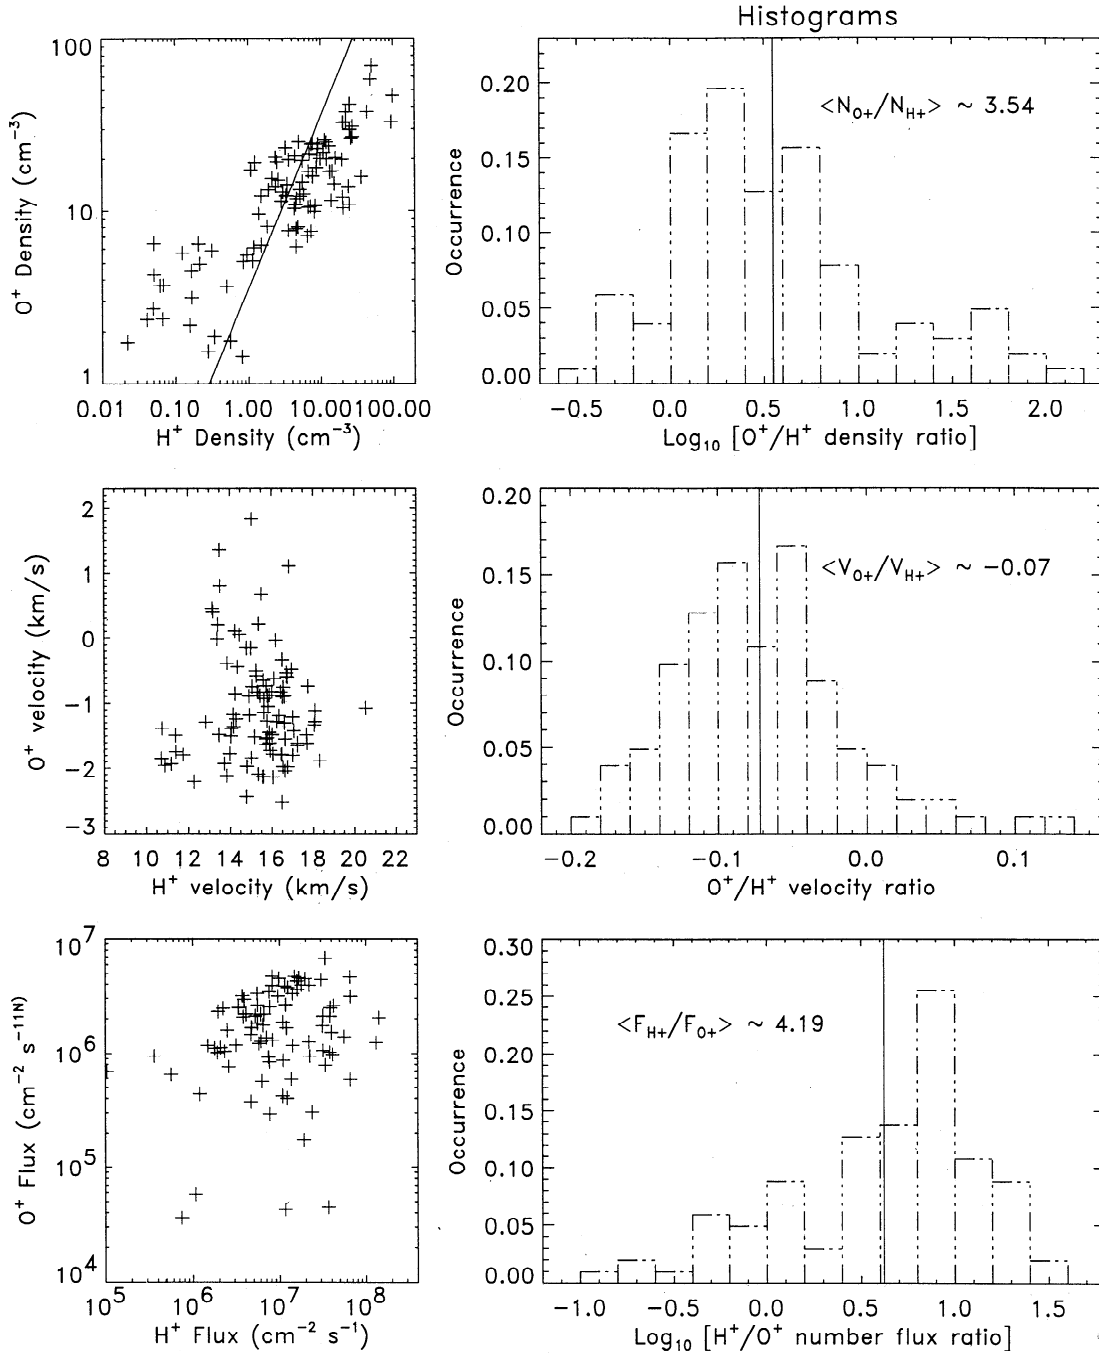 Histograms
100
10
1
O⁺ Density (cm⁻³)
0.01 0.10 1.00 10.00100.00
H⁺ Density (cm⁻³)
0.20
0.15
0.10
0.05
0.00
Occurrence
<N_O+/N_H+> ~ 3.54
−0.5 0.0 0.5 1.0 1.5 2.0
Log₁₀ [O⁺/H⁺ density ratio]
2
1
0
−1
−2
−3
O⁺ velocity (km/s)
8 10 12 14 16 18 20 22
H⁺ velocity (km/s)
0.20
0.15
0.10
0.05
0.00
Occurrence
<V_O+/V_H+> ~ −0.07
−0.2 −0.1 0.0 0.1
O⁺/H⁺ velocity ratio
10⁷
10⁶
10⁵
10⁴
O⁺ Flux (cm⁻² s⁻¹¹ᴺ)
10⁵ 10⁶ 10⁷ 10⁸
H⁺ Flux (cm⁻² s⁻¹)
0.30
0.25
0.20
0.15
0.10
0.05
0.00
Occurrence
<F_H+/F_O+> ~ 4.19
−1.0 −0.5 0.0 0.5 1.0 1.5
Log₁₀ [H⁺/O⁺ number flux ratio]